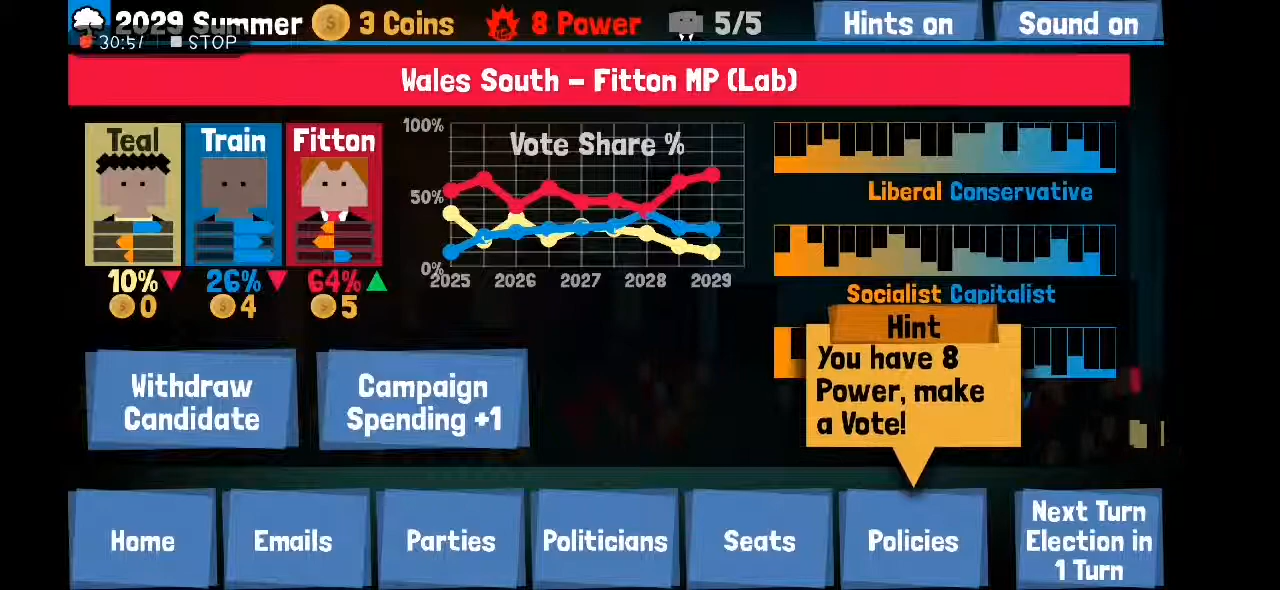 2029 Summer 3 Coins 8 Power 5/5 Hints on Sound on
30:57 STOP
Wales South - Fitton MP (Lab)
Teal Train Fitton
10% 26% 64%
0 4 5
Vote Share %
100%
50%
0%
2025 2026 2027 2028 2029
Liberal Conservative
Socialist Capitalist
Hint
You have 8
Power, make
a Vote!
Withdraw
Candidate
Campaign
Spending +1
Home Emails Parties Politicians Seats Policies
Next Turn
Election in
1 Turn